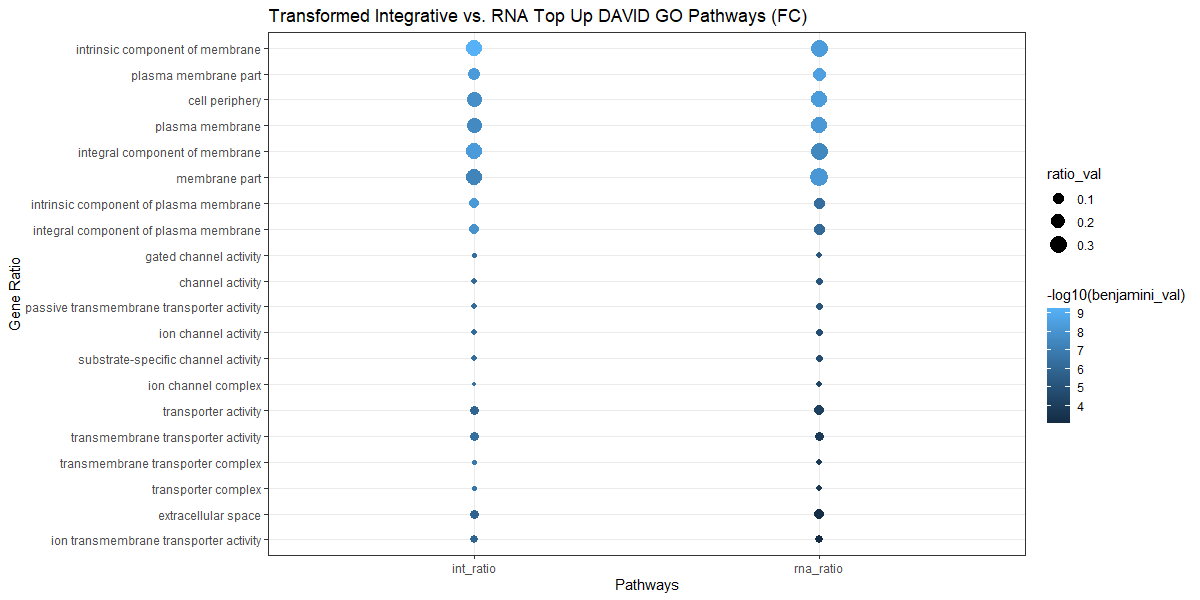 Transformed Integrative vs. RNA Top Up DAVID GO Pathways (FC)
intrinsic component of membrane
plasma membrane part
cell periphery
plasma membrane
integral component of membrane
membrane part
intrinsic component of plasma membrane
integral component of plasma membrane
gated channel activity
channel activity
passive transmembrane transporter activity
ion channel activity
substrate-specific channel activity
ion channel complex
transporter activity
transmembrane transporter activity
transmembrane transporter complex
transporter complex
extracellular space
ion transmembrane transporter activity
Gene Ratio
int_ratio
rna_ratio
Pathways
ratio_val
0.1
0.2
0.3
-log10(benjamini_val)
9
8
7
6
5
4